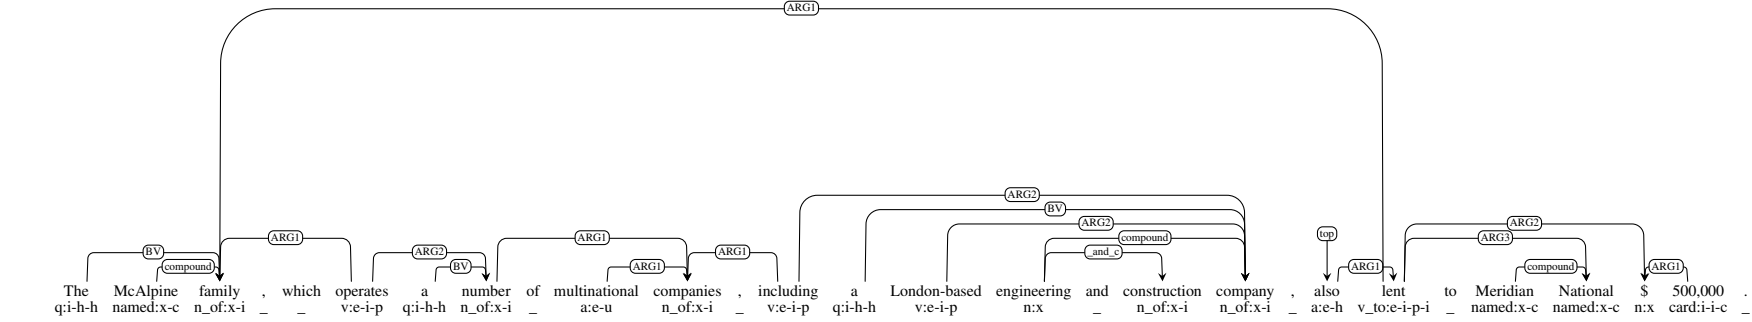 ARG1
ARG2
BV
ARG2 ARG2
top
ARG1 ARG1 compound ARG3
BV ARG2 ARG1 _and_c
compound BV ARG1 ARG1 compound ARG1
The McAlpine family , which operates a number of multinational companies , including a London-based engineering and construction company , also lent to Meridian National $ 500,000 .
q:i-h-h named:x-c n_of:x-i _ _ v:e-i-p q:i-h-h n_of:x-i _ a:e-u n_of:x-i _ v:e-i-p q:i-h-h v:e-i-p n:x _ n_of:x-i n_of:x-i _ a:e-h v_to:e-i-p-i _ named:x-c named:x-c n:x card:i-i-c _